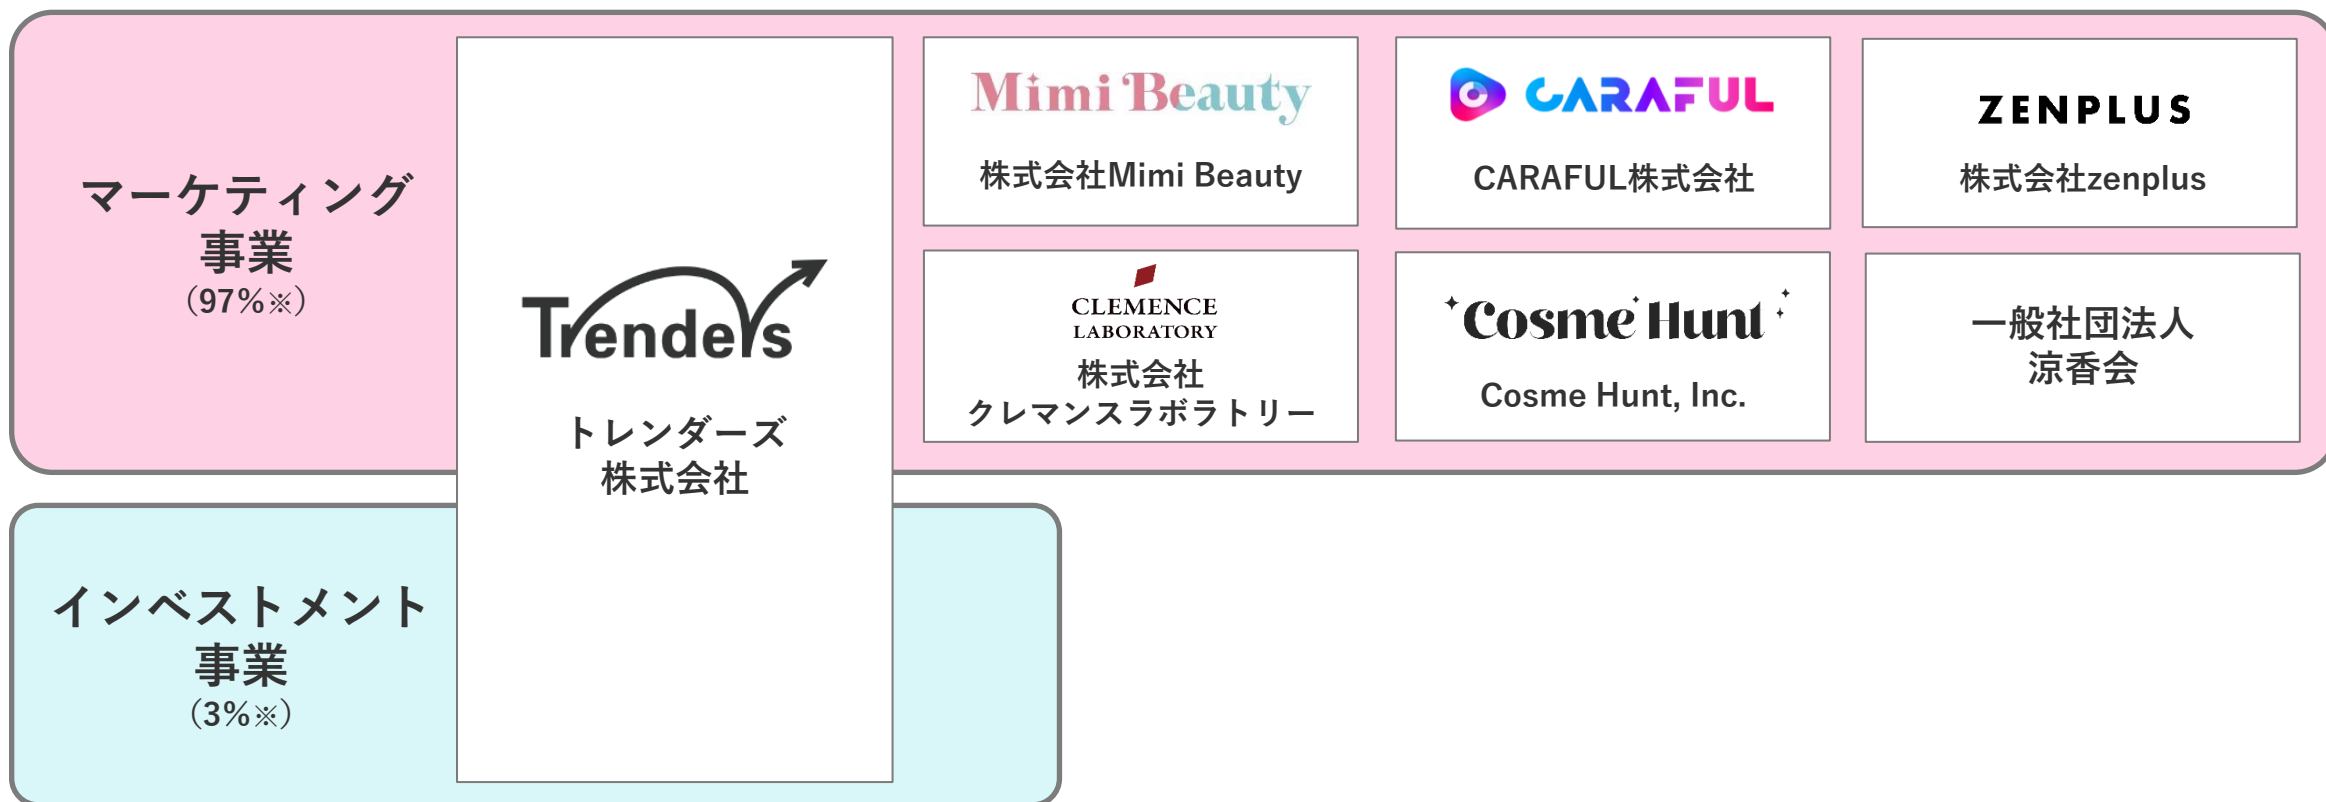 マーケティング
事業
（97%※）
Trenders
トレンダーズ
株式会社
Mimi Beauty
株式会社Mimi Beauty
CARAFUL
CARAFUL株式会社
ZENPLUS
株式会社zenplus
CLEMENCE
LABORATORY
株式会社
クレマンスラボラトリー
Cosme Hunt
Cosme Hunt, Inc.
一般社団法人
涼香会
インベストメント
事業
（3%※）